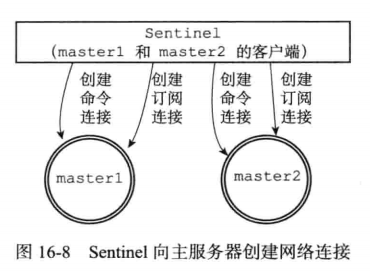 Sentinel
(master1 和 master2 的客户端)
创建 创建 创建 创建
命令 订阅 命令 订阅
连接 连接 连接 连接
master1 master2
图 16-8 Sentinel 向主服务器创建网络连接